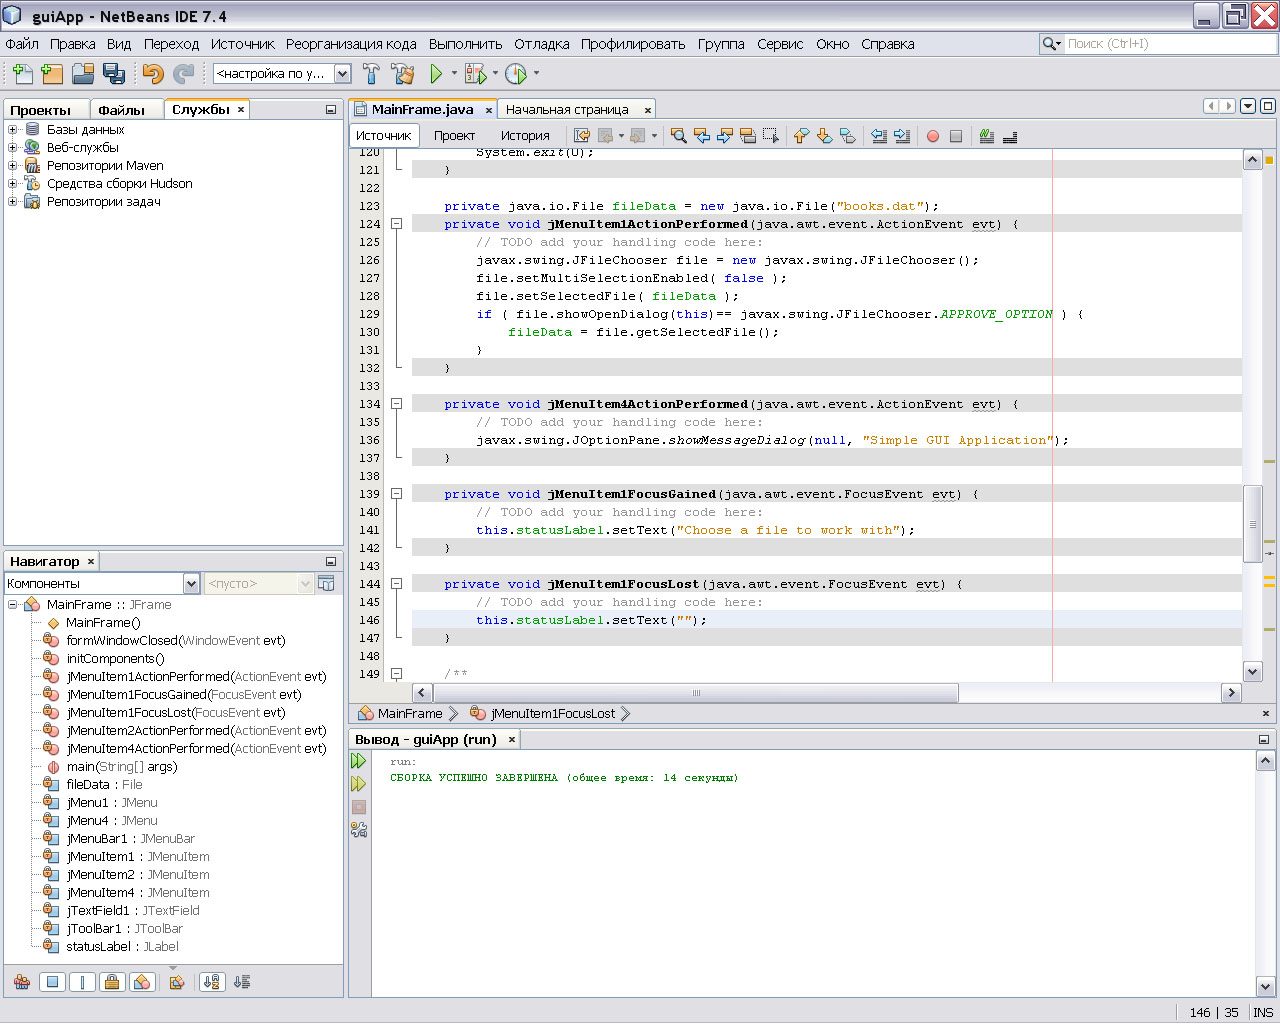 guiApp - NetBeans IDE 7.4
Файл Правка Вид Переход Источник Реорганизация кода Выполнить Отладка Профилировать Группа Сервис Окно Справка
Поиск (Ctrl+I)
<настройка по у...
Проекты Файлы Службы
Базы данных
Веб-службы
Репозитории Maven
Средства сборки Hudson
Репозитории задач
MainFrame.java Начальная страница
Источник Проект История
120 System.exit(0);
121 }
122
123 private java.io.File fileData = new java.io.File("books.dat");
124 private void jMenuItem1ActionPerformed(java.awt.event.ActionEvent evt) {
125 // TODO add your handling code here:
126 javax.swing.JFileChooser file = new javax.swing.JFileChooser();
127 file.setMultiSelectionEnabled( false );
128 file.setSelectedFile( fileData );
129 if ( file.showOpenDialog(this)== javax.swing.JFileChooser.APPROVE_OPTION ) {
130 fileData = file.getSelectedFile();
131 }
132 }
133
134 private void jMenuItem4ActionPerformed(java.awt.event.ActionEvent evt) {
135 // TODO add your handling code here:
136 javax.swing.JOptionPane.showMessageDialog(null, "Simple GUI Application");
137 }
138
139 private void jMenuItem1FocusGained(java.awt.event.FocusEvent evt) {
140 // TODO add your handling code here:
141 this.statusLabel.setText("Choose a file to work with");
142 }
143
144 private void jMenuItem1FocusLost(java.awt.event.FocusEvent evt) {
145 // TODO add your handling code here:
146 this.statusLabel.setText("");
147 }
148
149 /**
MainFrame jMenuItem1FocusLost
Навигатор
Компоненты <пусто>
MainFrame :: JFrame
MainFrame()
formWindowClosed(WindowEvent evt)
initComponents()
jMenuItem1ActionPerformed(ActionEvent evt)
jMenuItem1FocusGained(FocusEvent evt)
jMenuItem1FocusLost(FocusEvent evt)
jMenuItem2ActionPerformed(ActionEvent evt)
jMenuItem4ActionPerformed(ActionEvent evt)
main(String[] args)
fileData : File
jMenu1 : JMenu
jMenu4 : JMenu
jMenuBar1 : JMenuBar
jMenuItem1 : JMenuItem
jMenuItem2 : JMenuItem
jMenuItem4 : JMenuItem
jTextField1 : JTextField
jToolBar1 : JToolBar
statusLabel : JLabel
Вывод - guiApp (run)
run:
СБОРКА УСПЕШНО ЗАВЕРШЕНА (общее время: 14 секунды)
146 | 35 INS